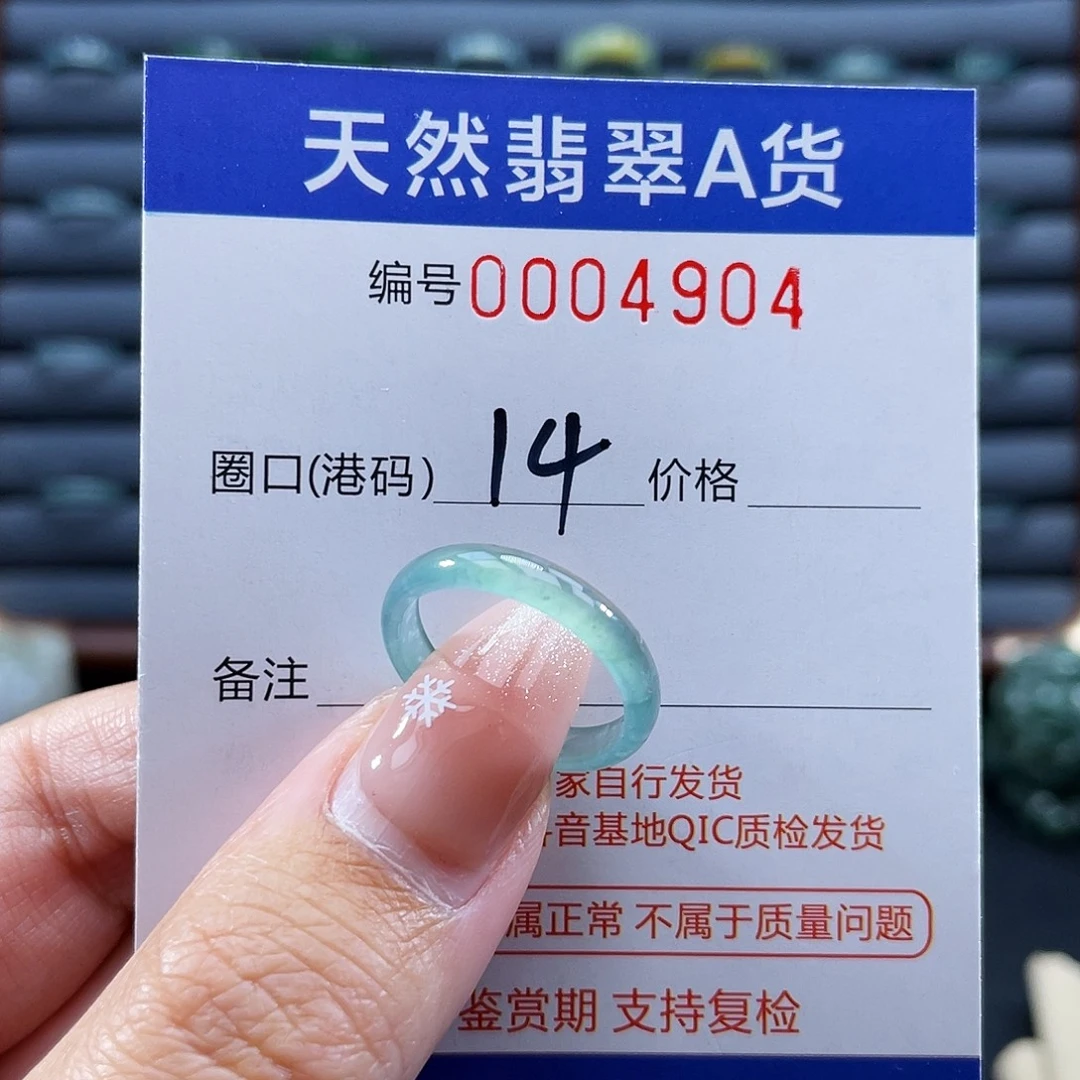 天然翡翠A货
编号0004904
圈口(港码) 14 价格
备注
家自行发货
音基地QIC质检发货
属正常 不属于质量问题
鉴赏期 支持复检